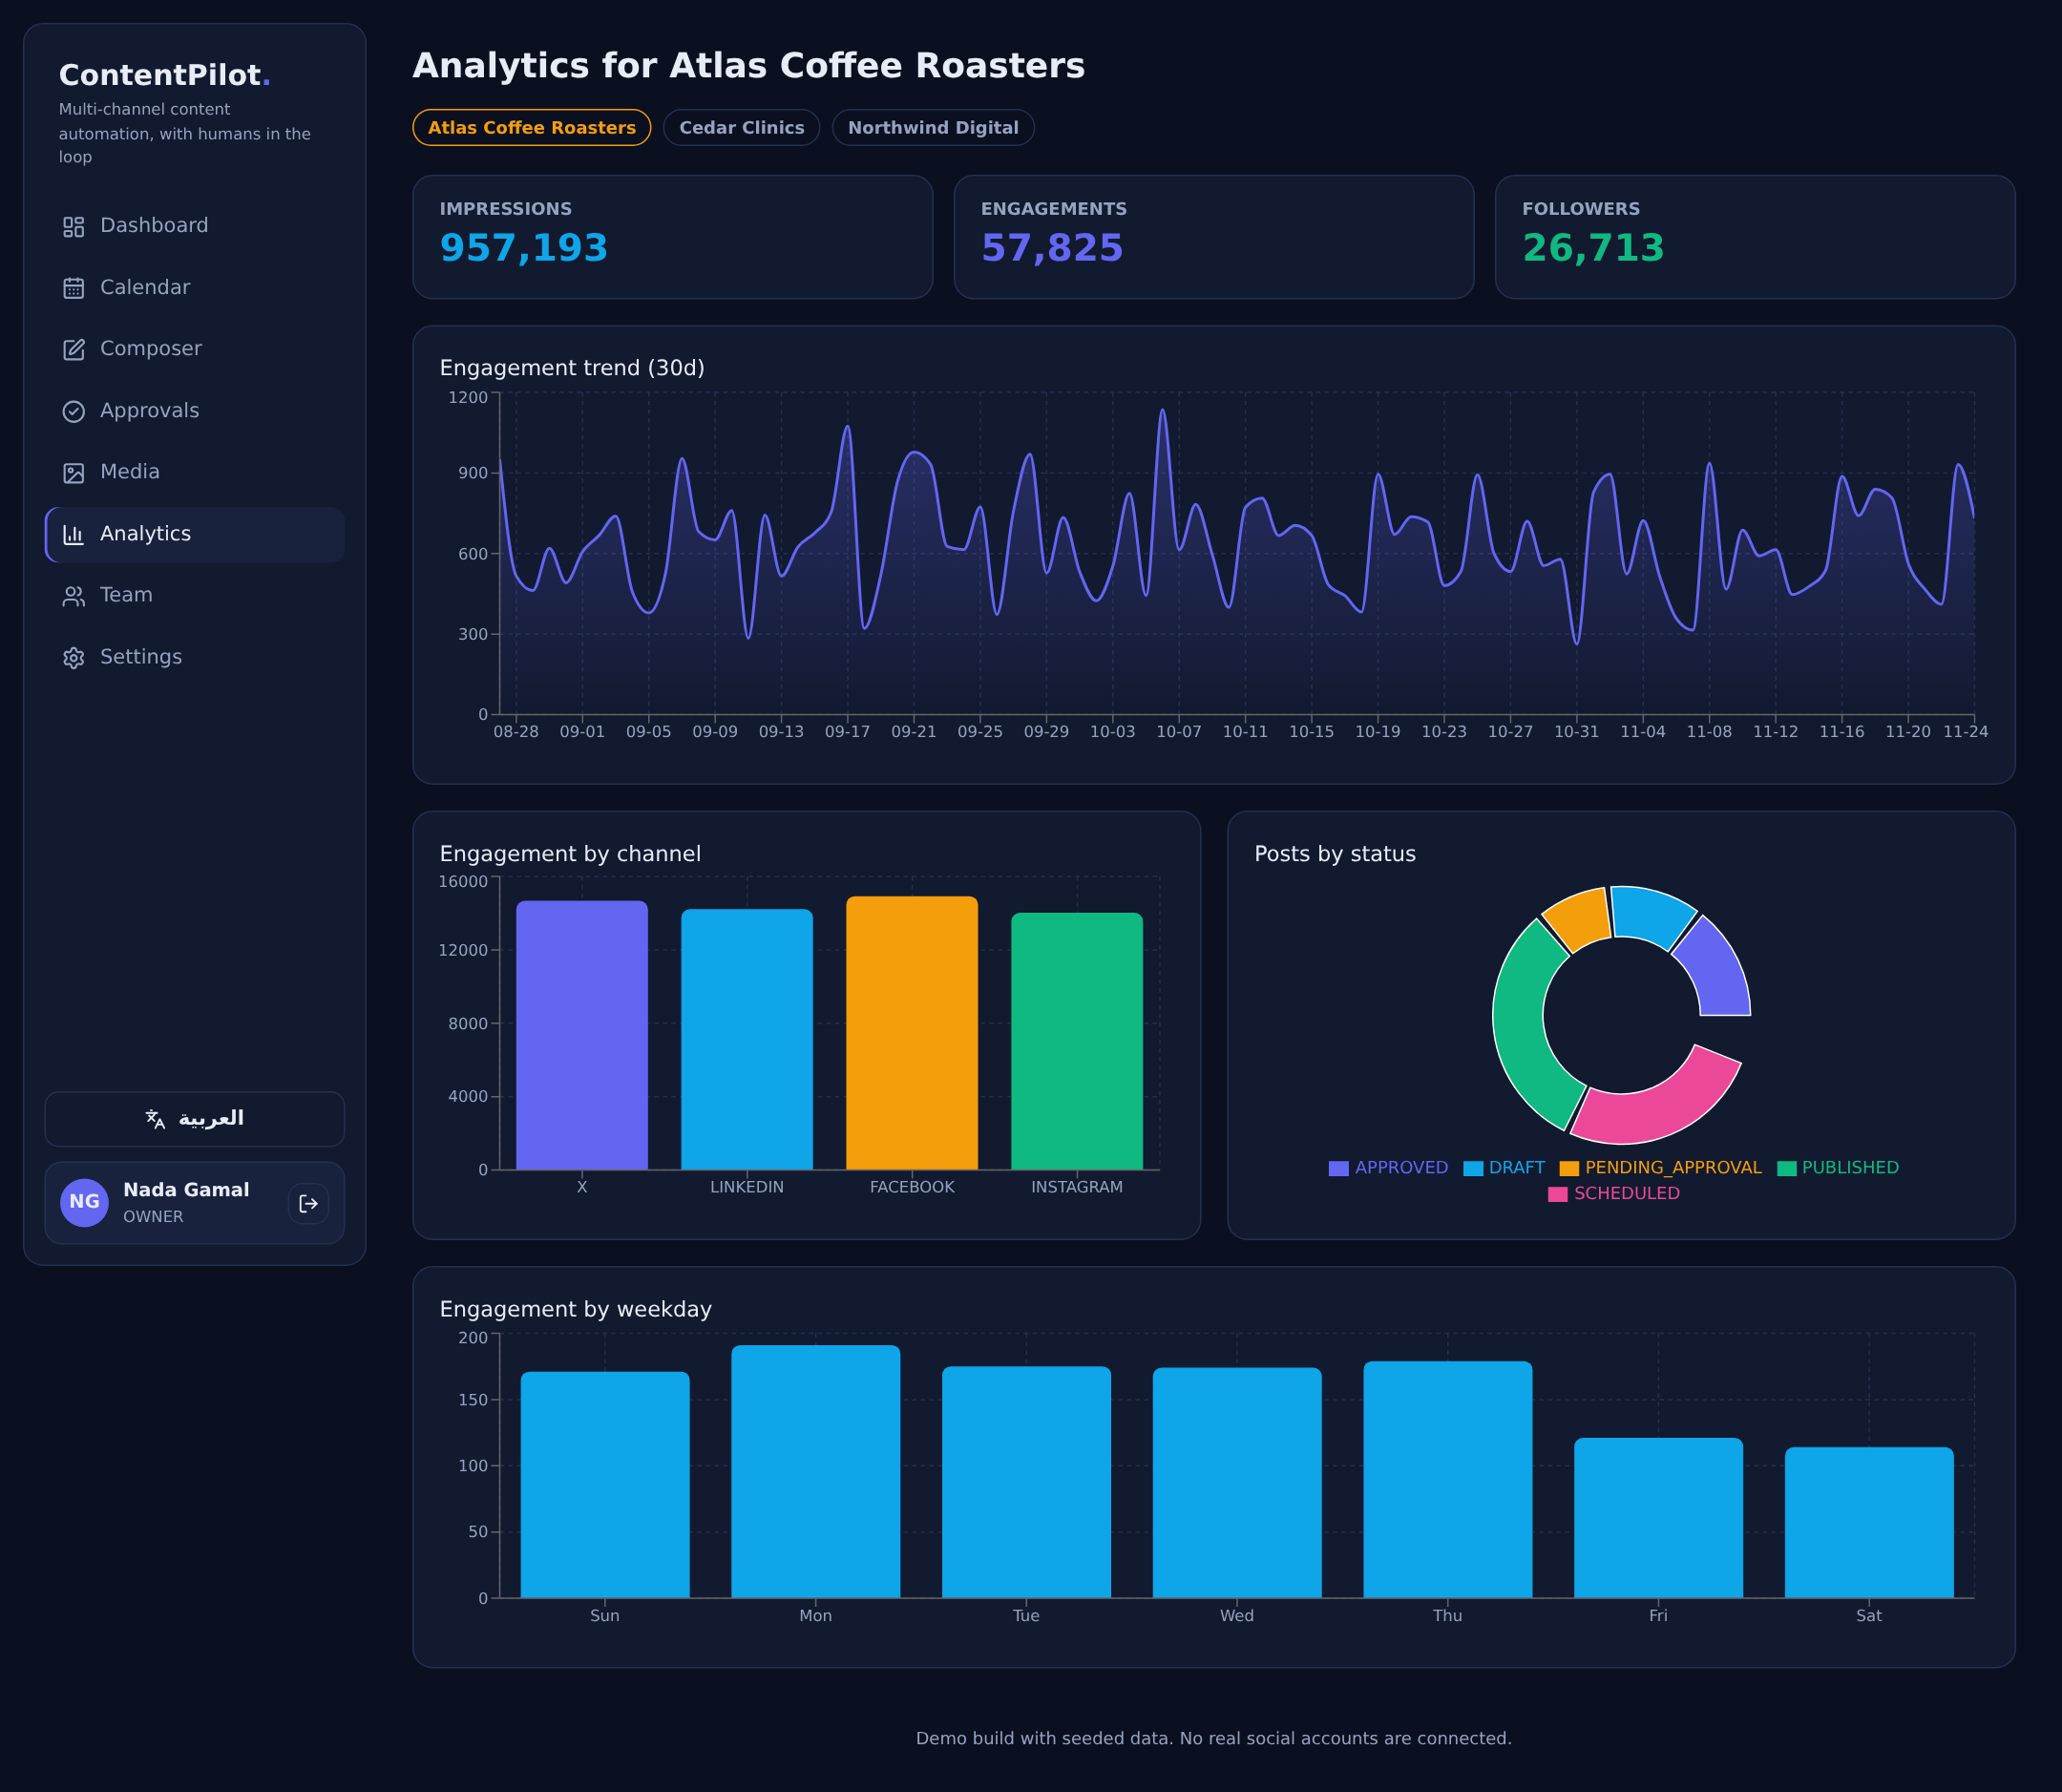 ContentPilot.
Multi-channel content
automation, with humans in the
loop
Dashboard
Calendar
Composer
Approvals
Media
Analytics
Team
Settings
العربية
NG
Nada Gamal
OWNER
Analytics for Atlas Coffee Roasters
Atlas Coffee Roasters Cedar Clinics Northwind Digital
IMPRESSIONS
957,193
ENGAGEMENTS
57,825
FOLLOWERS
26,713
Engagement trend (30d)
1200
900
600
300
0
08-28 09-01 09-05 09-09 09-13 09-17 09-21 09-25 09-29 10-03 10-07 10-11 10-15 10-19 10-23 10-27 10-31 11-04 11-08 11-12 11-16 11-20 11-24
Engagement by channel
16000
12000
8000
4000
0
X LINKEDIN FACEBOOK INSTAGRAM
Posts by status
APPROVED DRAFT PENDING_APPROVAL PUBLISHED
SCHEDULED
Engagement by weekday
200
150
100
50
0
Sun Mon Tue Wed Thu Fri Sat
Demo build with seeded data. No real social accounts are connected.